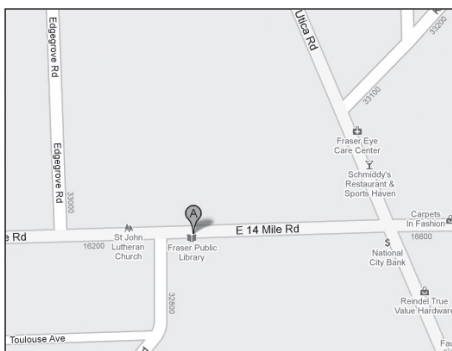 Edgegrove Rd
Edgegrove Rd
33000
Utica Rd
33200
33100
Fraser Eye
Care Center
Schmiddy's
Restaurant &
Sports Haven
Carpets
In Fashion
16600
A
E 14 Mile Rd
e Rd
16200
St John
Lutheran
Church
Fraser Public
Library
National
City Bank
32800
Reindel True
Value Hardware
Toulouse Ave